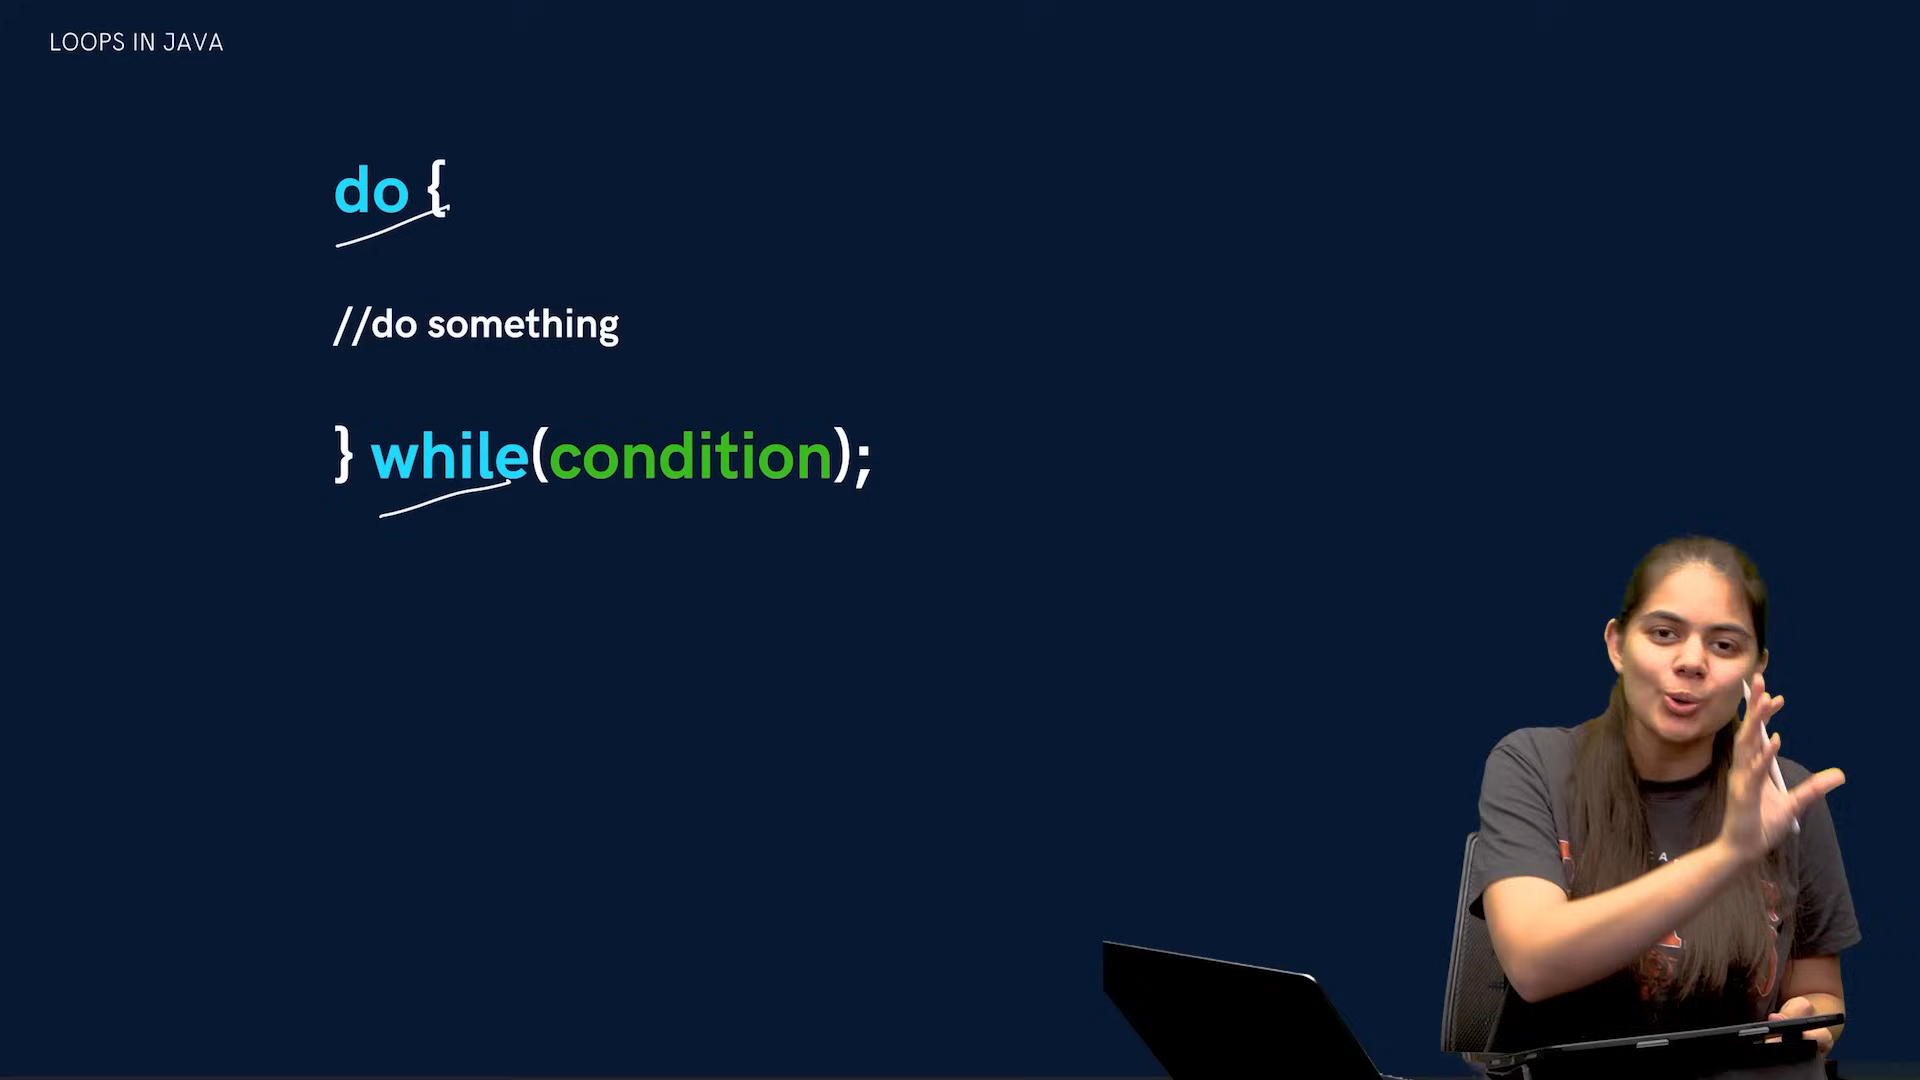 LOOPS IN JAVA
do {
//do something
} while(condition);